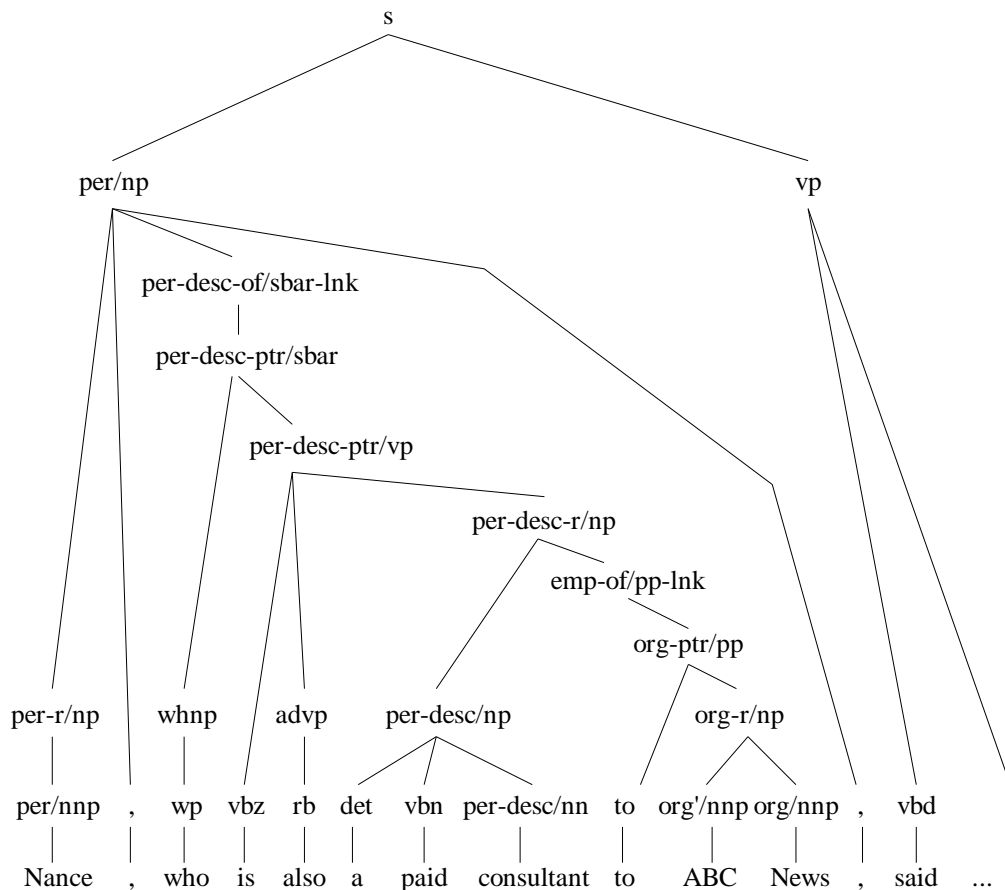 s
per/np vp
per-desc-of/sbar-lnk
per-desc-ptr/sbar
per-desc-ptr/vp
per-desc-r/np
emp-of/pp-lnk
org-ptr/pp
per-r/np whnp advp per-desc/np org-r/np
per/nnp , wp vbz rb det vbn per-desc/nn to org'/nnp org/nnp , vbd
Nance , who is also a paid consultant to ABC News , said ...